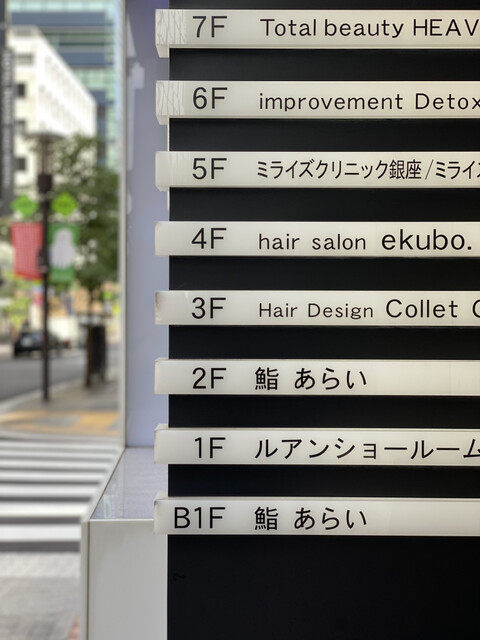 7F Total beauty HEAV
6F improvement Detox
5F ミライズクリニック銀座/ミライズ
4F hair salon ekubo.
3F Hair Design Collet
2F 鮨 あらい
1F ルアンショールーム
B1F 鮨 あらい